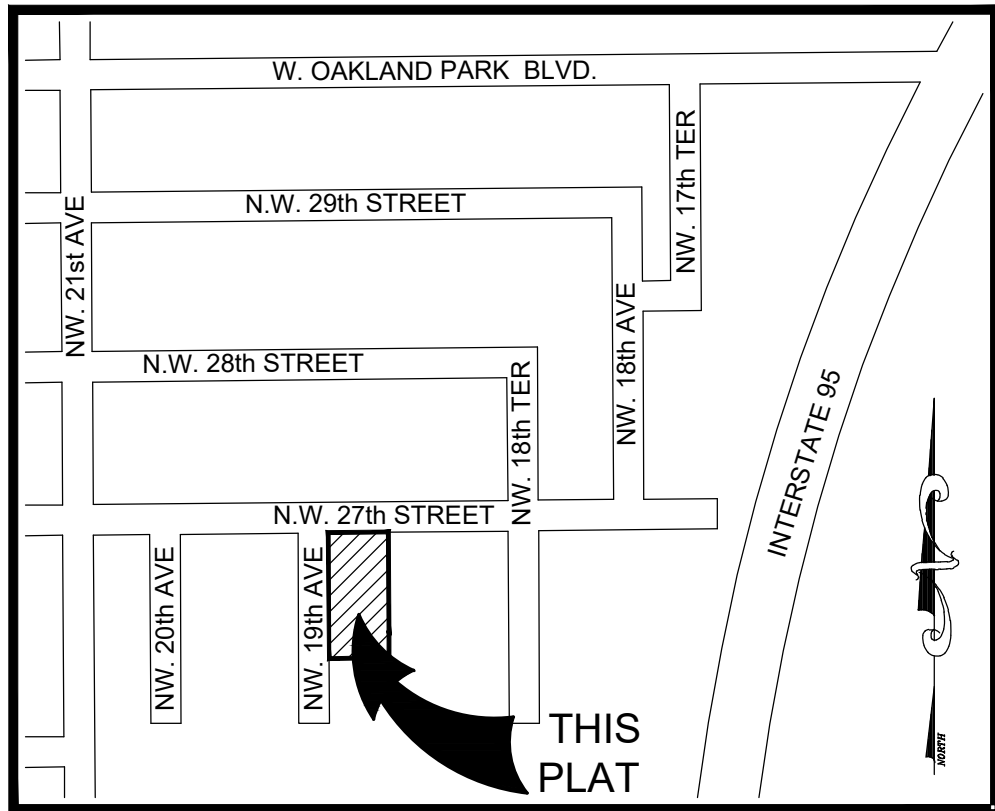 W. OAKLAND PARK BLVD.
NW. 17th TER
N.W. 29th STREET
NW. 21st AVE
NW. 18th AVE
N.W. 28th STREET
NW. 18th TER
INTERSTATE 95
N.W. 27th STREET
NW. 20th AVE
NW. 19th AVE
THIS
PLAT
NORTH